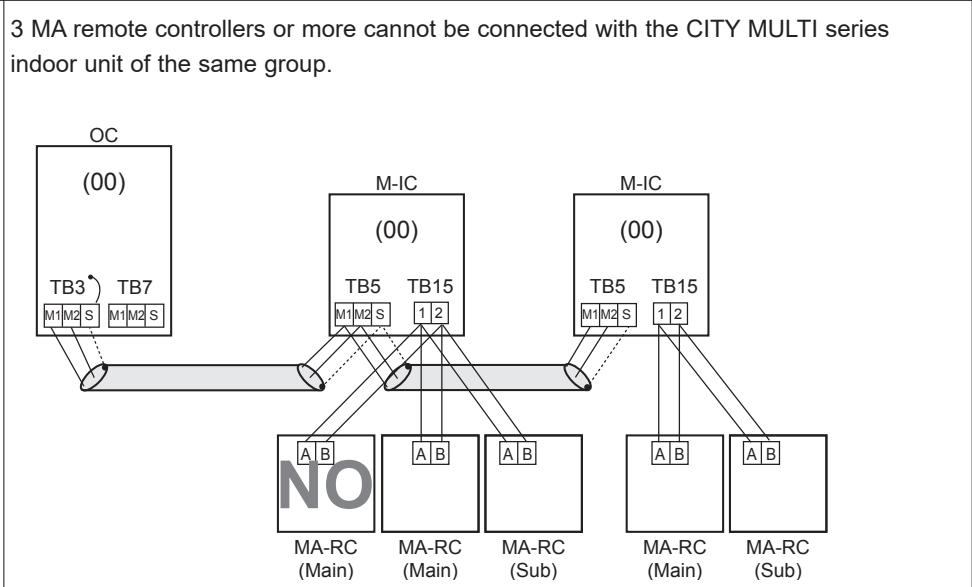 3 MA remote controllers or more cannot be connected with the CITY MULTI series
indoor unit of the same group.
OC
(00)
TB3 TB7
M1 M2 S M1 M2 S
M-IC
(00)
TB5 TB15
M1 M2 S 1 2
M-IC
(00)
TB5 TB15
M1 M2 S 1 2
A B A B A B A B A B
NO
MA-RC MA-RC MA-RC MA-RC MA-RC
(Main) (Main) (Sub) (Main) (Sub)